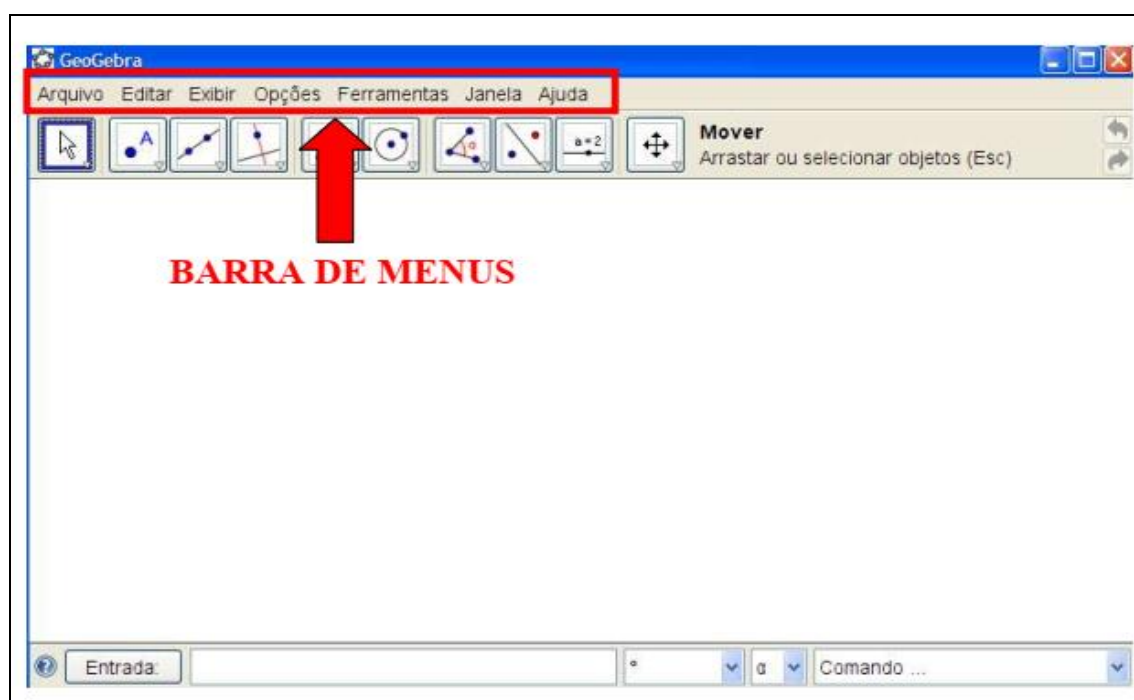 GeoGebra
Arquivo Editar Exibir Opções Ferramentas Janela Ajuda
A a=2 Mover
Arrastar ou selecionar objetos (Esc)
BARRA DE MENUS
Entrada: ° α Comando ...